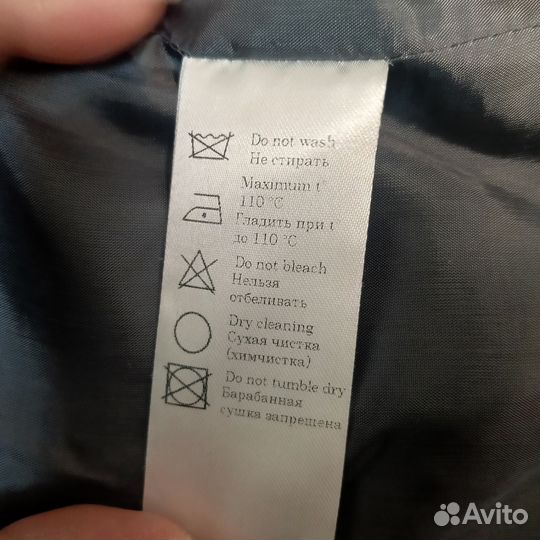 Do not wash
Не стирать
Maximum t°
110 °C
Гладить при t
до 110 °C
Do not bleach
Нельзя
отбеливать
Dry cleaning
Сухая чистка
(химчистка)
Do not tumble dry
Барабанная
сушка запрещена
Avito